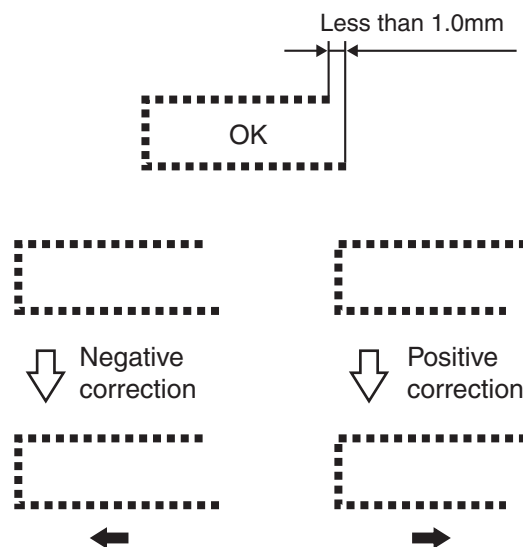 Less than 1.0mm
OK
Negative
correction
Positive
correction